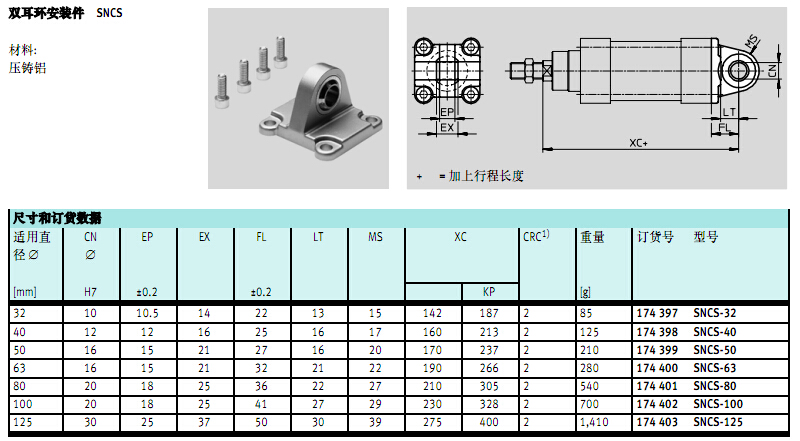 双耳环安装件 SNCS
材料:
压铸铝
EP
EX
MS
CN
LT
FL
XC+
+ = 加上行程长度
尺寸和订货数据
适用直径 ∅ CN ∅ EP EX FL LT MS XC CRC1) 重量 订货号 型号
[mm] H7 ±0.2 ±0.2 KP [g]
32 10 10.5 14 22 13 15 142 187 2 85 174 397 SNCS-32
40 12 12 16 25 16 17 160 213 2 125 174 398 SNCS-40
50 16 15 21 27 16 20 170 237 2 210 174 399 SNCS-50
63 16 15 21 32 21 22 190 266 2 280 174 400 SNCS-63
80 20 18 25 36 22 27 210 305 2 540 174 401 SNCS-80
100 20 18 25 41 27 29 230 328 2 700 174 402 SNCS-100
125 30 25 37 50 30 39 275 400 2 1,410 174 403 SNCS-125